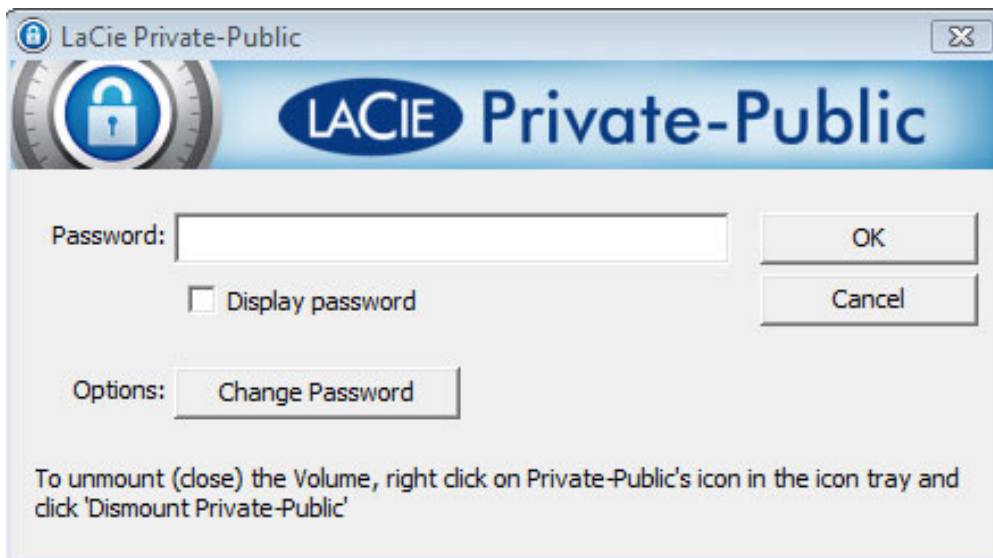 LaCie Private-Public
LACIE Private-Public
Password:
OK
Display password
Cancel
Options:
Change Password
To unmount (close) the Volume, right click on Private-Public's icon in the icon tray and
click 'Dismount Private-Public'